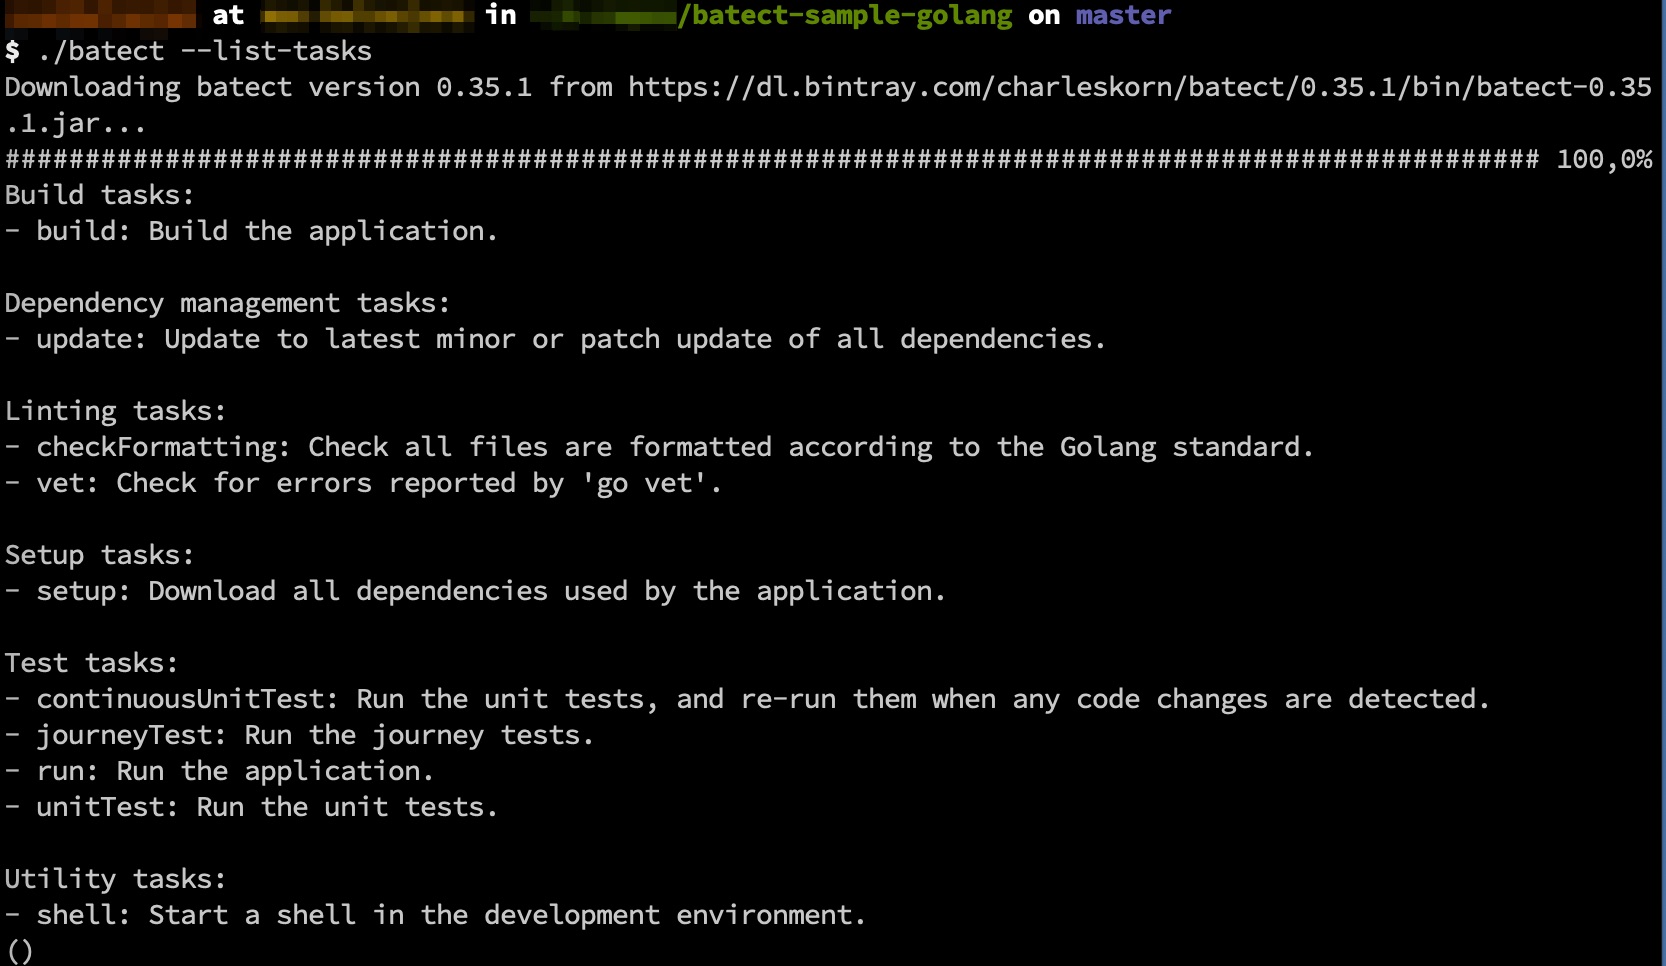 at in /batect-sample-golang on master
$ ./batect --list-tasks
Downloading batect version 0.35.1 from https://dl.bintray.com/charleskorn/batect/0.35.1/bin/batect-0.35
.1.jar...
################################################################################################ 100,0%
Build tasks:
- build: Build the application.

Dependency management tasks:
- update: Update to latest minor or patch update of all dependencies.

Linting tasks:
- checkFormatting: Check all files are formatted according to the Golang standard.
- vet: Check for errors reported by 'go vet'.

Setup tasks:
- setup: Download all dependencies used by the application.

Test tasks:
- continuousUnitTest: Run the unit tests, and re-run them when any code changes are detected.
- journeyTest: Run the journey tests.
- run: Run the application.
- unitTest: Run the unit tests.

Utility tasks:
- shell: Start a shell in the development environment.
()